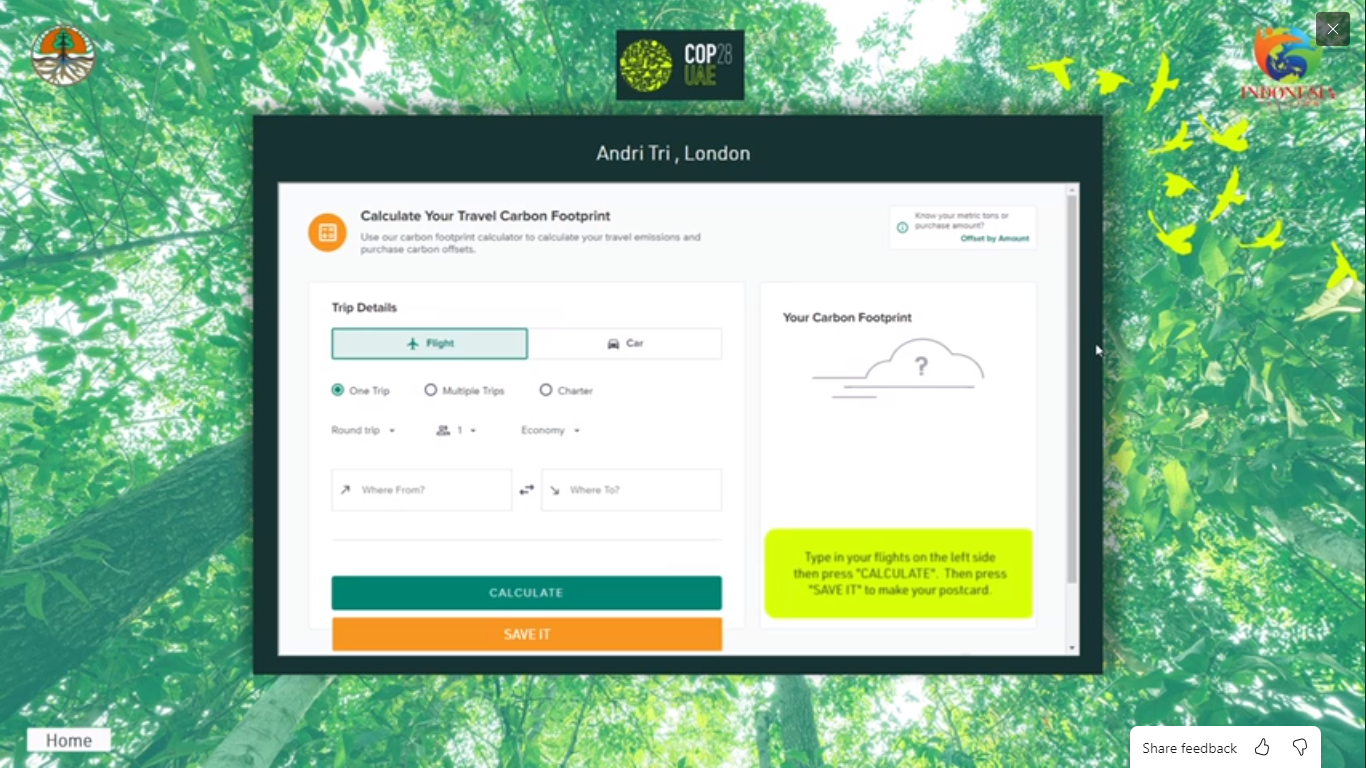 COP28
UAE
INDONESIA
Andri Tri , London
Calculate Your Travel Carbon Footprint
Use our carbon footprint calculator to calculate your travel emissions and
purchase carbon offsets.
Know your metric tons or
purchase amount?
Offset by Amount
Trip Details
Flight
Car
One Trip
Multiple Trips
Charter
Round trip
1
Economy
Where From?
Where To?
CALCULATE
SAVE IT
Your Carbon Footprint
?
Type in your flights on the left side
then press "CALCULATE". Then press
"SAVE IT" to make your postcard.
Home
Share feedback